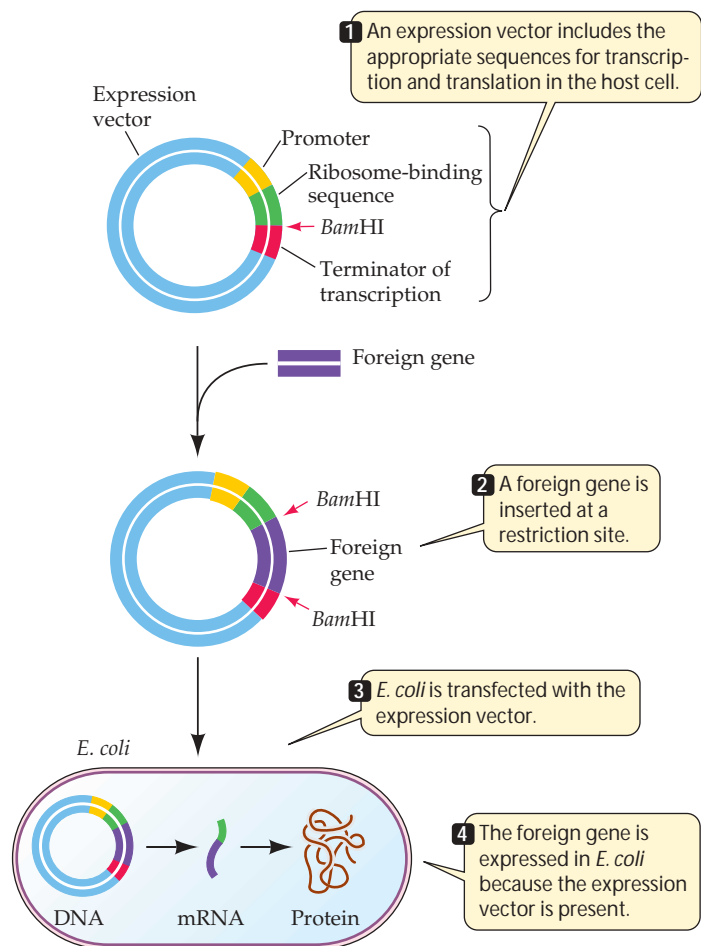 1 An expression vector includes the
appropriate sequences for transcrip-
tion and translation in the host cell.
Expression
vector
Promoter
Ribosome-binding
sequence
BamHI
Terminator of
transcription
Foreign gene
2 A foreign gene is
inserted at a
restriction site.
BamHI
Foreign
gene
BamHI
3 E. coli is transfected with the
expression vector.
E. coli
4 The foreign gene is
expressed in E. coli
because the expression
vector is present.
DNA
mRNA
Protein